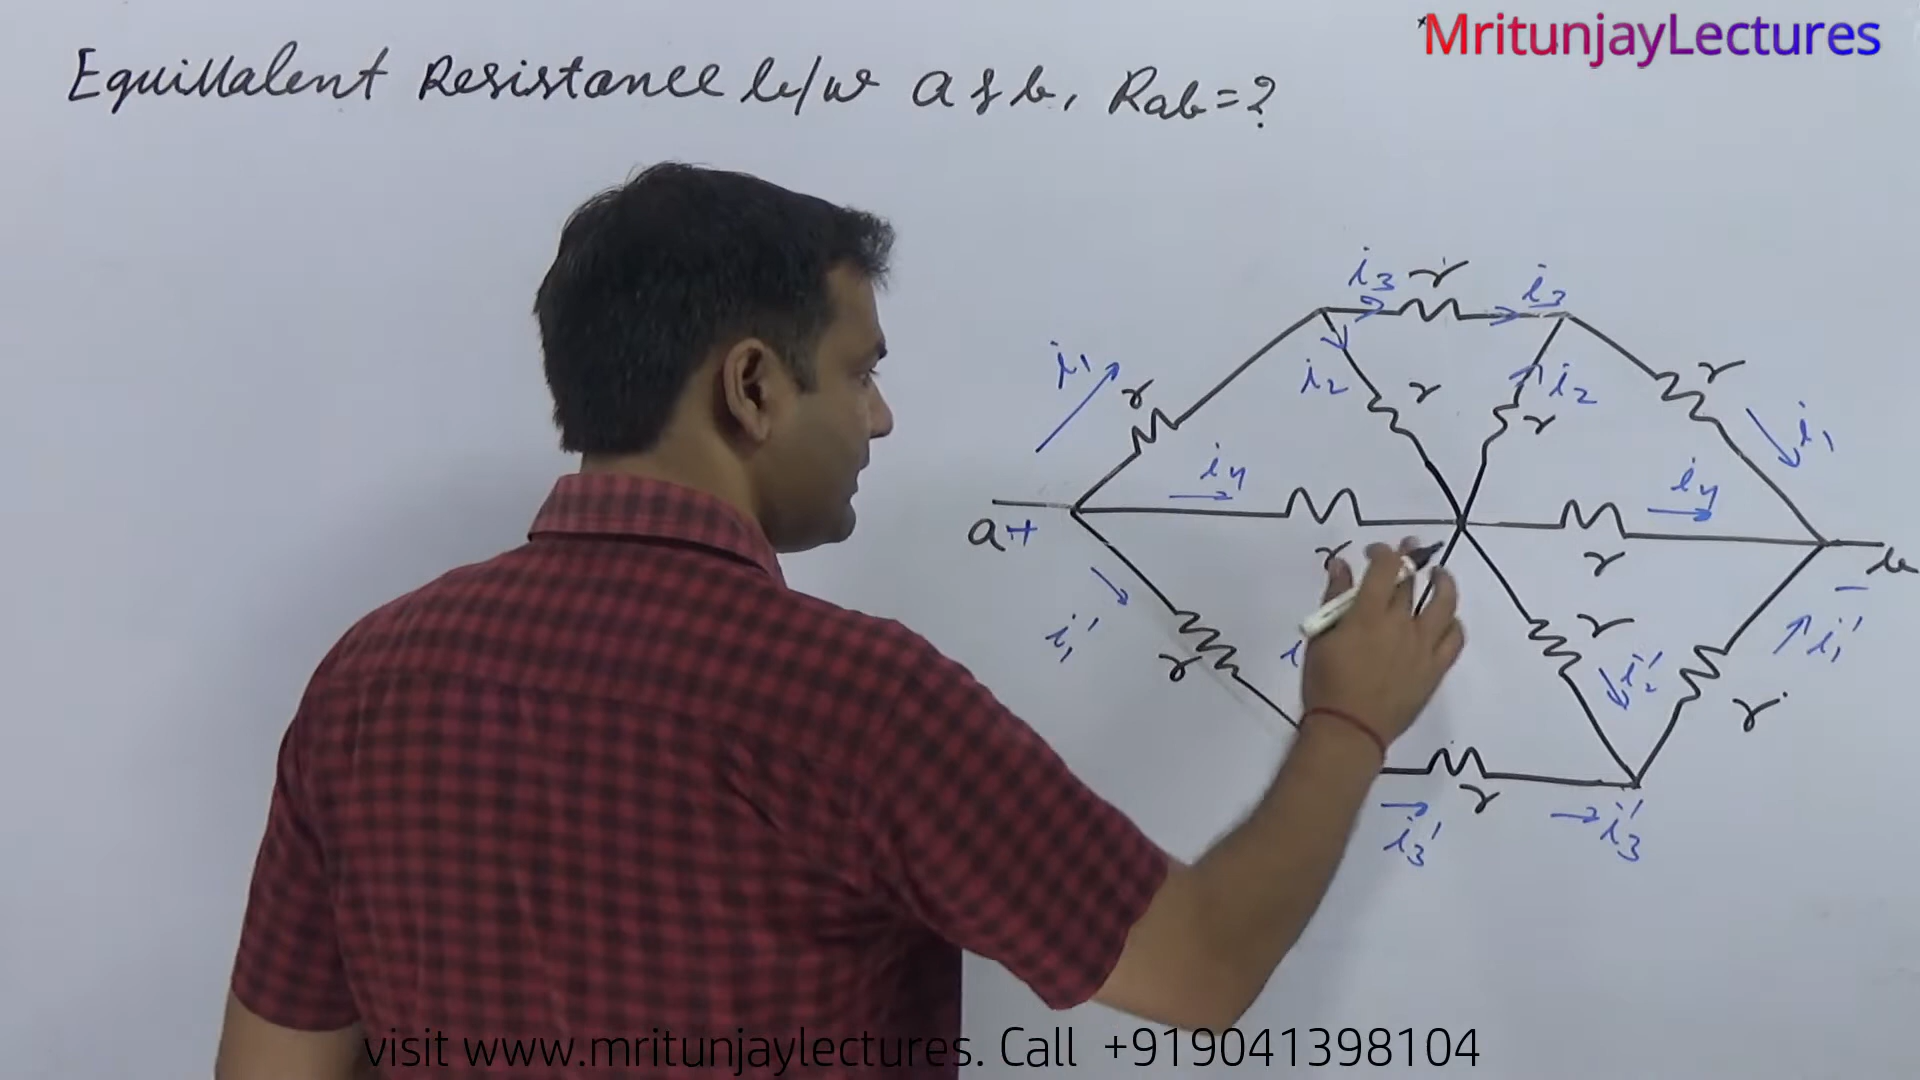 MritunjayLectures
Equivalent Resistance b/w a & b, Rab = ?
i3 r i3
i1 r i2 r i2 r r i1
i4 i4
a + r r b -
i1' r r i2' i1'
r r
i3' r i3'
visit www.mritunjaylectures. Call +919041398104